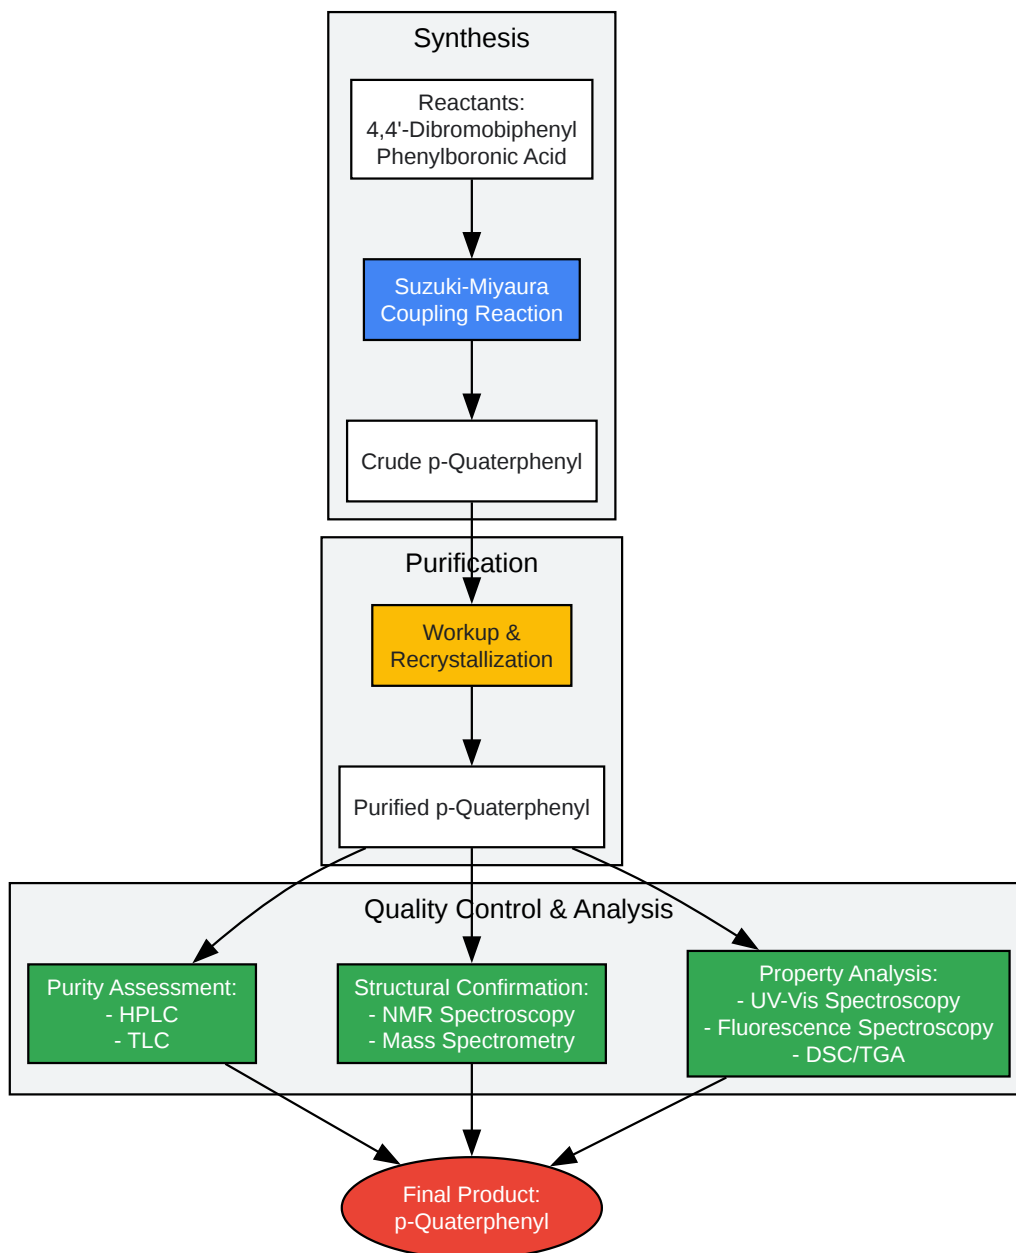 Synthesis
Reactants:
4,4'-Dibromobiphenyl
Phenylboronic Acid
Suzuki-Miyaura
Coupling Reaction
Crude p-Quaterphenyl
Purification
Workup &
Recrystallization
Purified p-Quaterphenyl
Quality Control & Analysis
Purity Assessment:
- HPLC
- TLC
Structural Confirmation:
- NMR Spectroscopy
- Mass Spectrometry
Property Analysis:
- UV-Vis Spectroscopy
- Fluorescence Spectroscopy
- DSC/TGA
Final Product:
p-Quaterphenyl